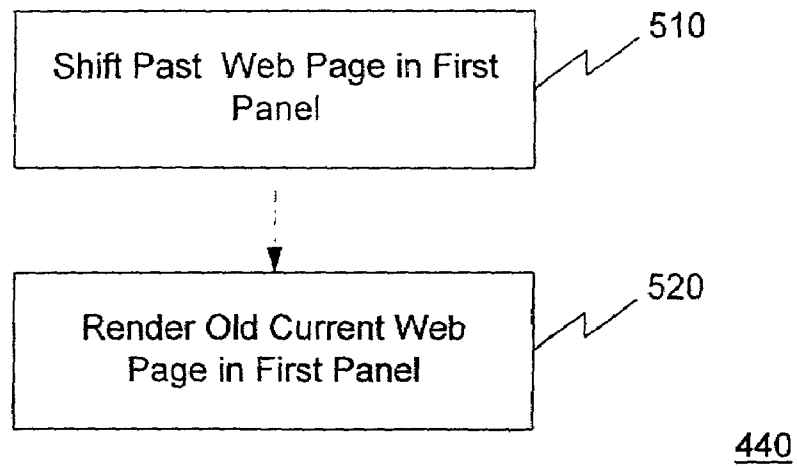 Shift Past Web Page in First
Panel
510
Render Old Current Web
Page in First Panel
520
440